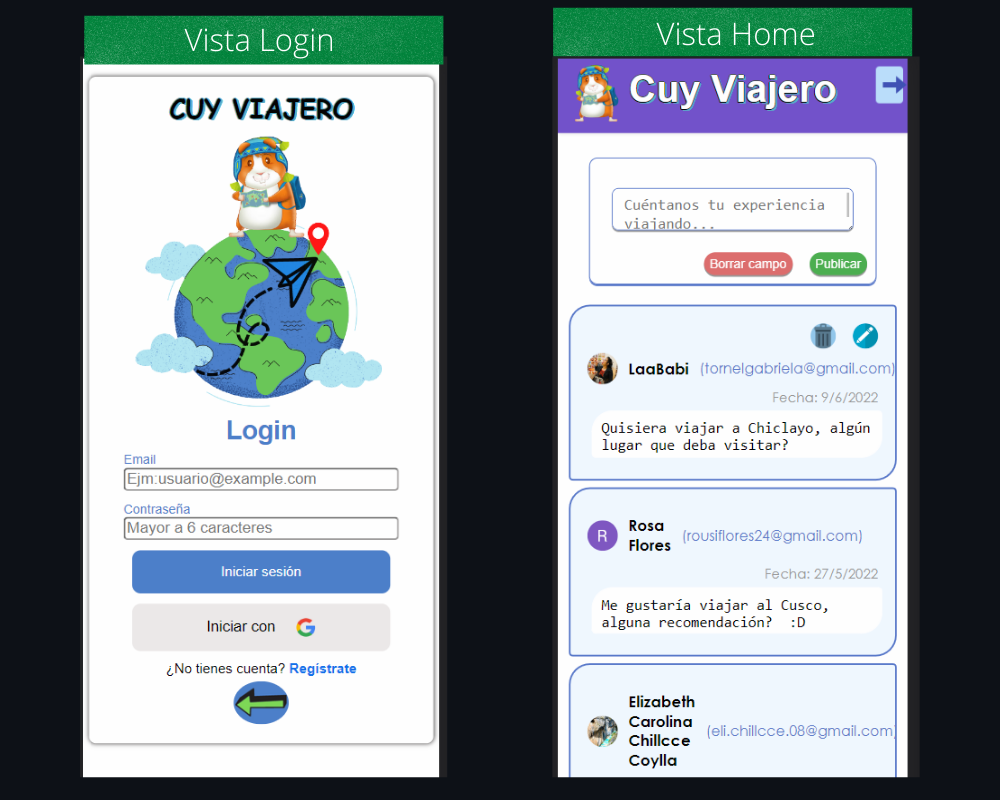 Vista Login
CUY VIAJERO
Login
Email
Ejm:usuario@example.com
Contraseña
Mayor a 6 caracteres
Iniciar sesión
Iniciar con
¿No tienes cuenta? Regístrate
Vista Home
Cuy Viajero
Cuéntanos tu experiencia
viajando...
Borrar campo
Publicar
LaaBabi (tornelgabriela@gmail.com)
Fecha: 9/6/2022
Quisiera viajar a Chiclayo, algún
lugar que deba visitar?
R
Rosa
Flores
(rousiflores24@gmail.com)
Fecha: 27/5/2022
Me gustaría viajar al Cusco,
alguna recomendación?  :D
Elizabeth
Carolina
Chillcce
Coylla
(eli.chillcce.08@gmail.com)